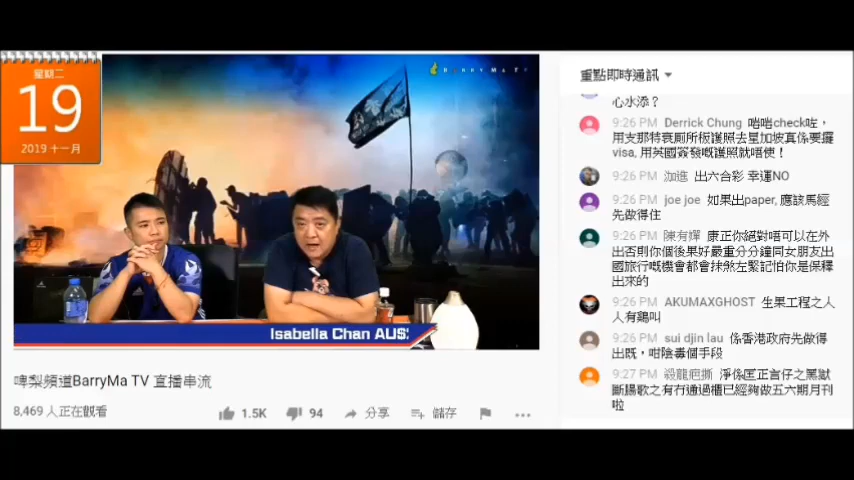 星期二
19
2019 十一月
BARRY MA TV
Isabella Chan AU$
啤梨頻道BarryMa TV 直播串流
8,469 人正在觀看
1.5K
94
分享
儲存
重點即時通訊
心水添？
9:26 PM Derrick Chung 啱啱check咗，
用支那特衰廁所板護照去星加坡真係要攞
visa, 用英國簽發嘅護照就唔使！
9:26 PM 洳進 出六合彩 幸運NO
9:26 PM joe joe 如果出paper, 應該馬經
先做得住
9:26 PM 陳有嬋 康正你絕對唔可以在外
出否則你個後果好嚴重分分鐘同女朋友出
國旅行嘅機會都會抹煞左緊記怕你是保釋
出來的
9:26 PM AKUMAXGHOST 生果工程之人
人有鷄叫
9:26 PM sui djin lau 係香港政府先做得
出既，咁陰毒個手段
9:27 PM 殺龍疱撕 淨係匡正言仔之黑獄
斷腸歌之有冇通過櫃已經夠做五六期月刊
啦